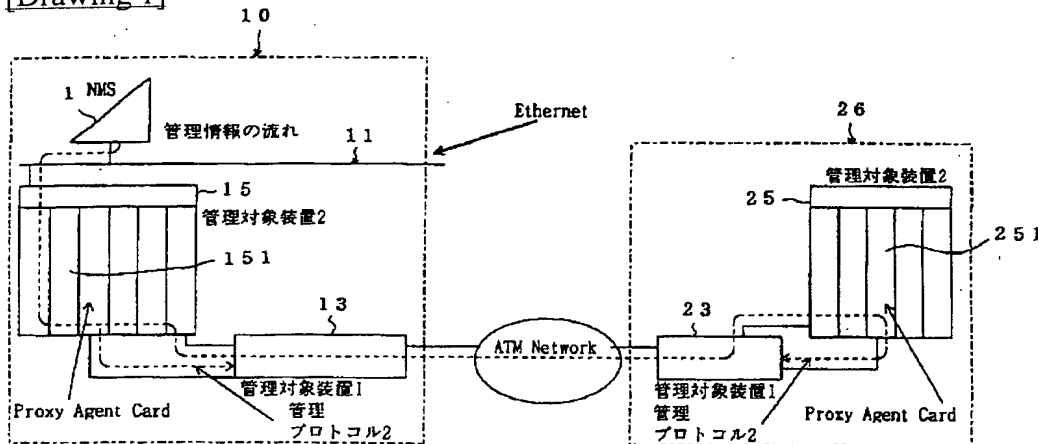 [Drawing 1]
10
1 NMS
管理情報の流れ
11
Ethernet
26
15
管理対象装置2
151
管理対象装置2
25
251
13
ATM Network
23
管理対象装置1
管理
プロトコル2
Proxy Agent Card
管理対象装置1
管理
プロトコル2
Proxy Agent Card